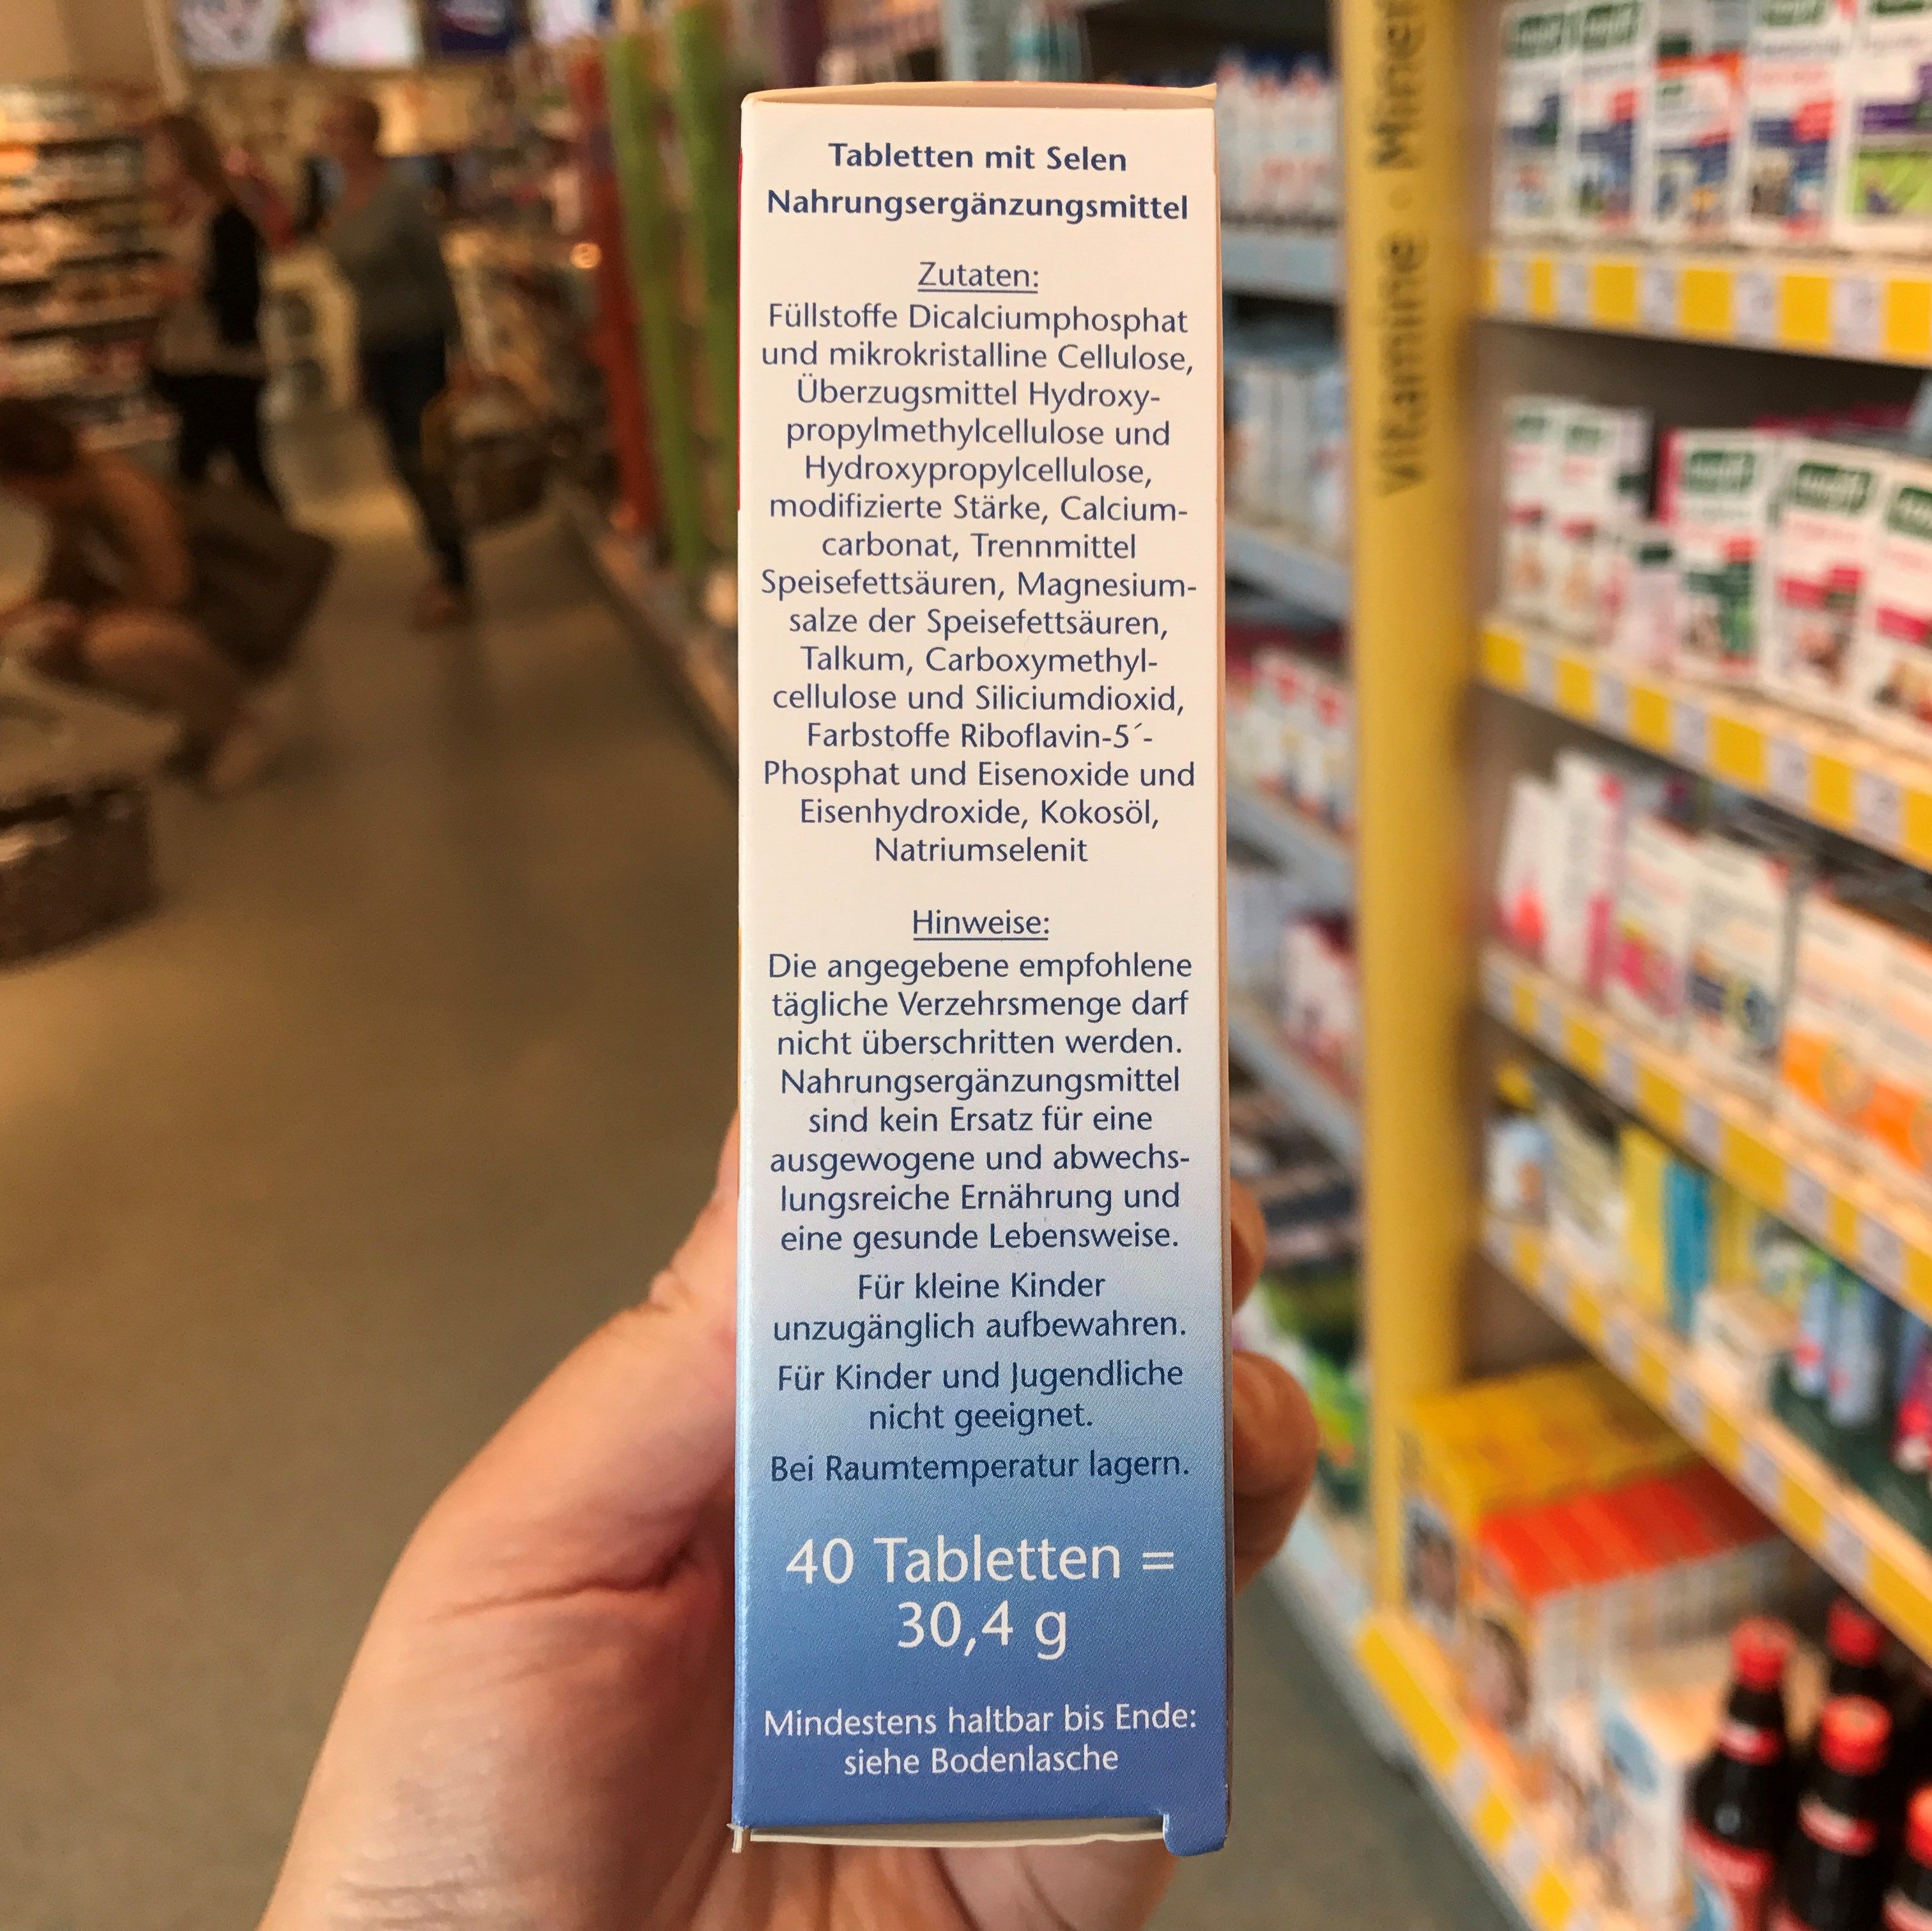 Tabletten mit Selen
Nahrungsergänzungsmittel
Zutaten:
Füllstoffe Dicalciumphosphat
und mikrokristalline Cellulose,
Überzugsmittel Hydroxy-
propylmethylcellulose und
Hydroxypropylcellulose,
modifizierte Stärke, Calcium-
carbonat, Trennmittel
Speisefettsäuren, Magnesium-
salze der Speisefettsäuren,
Talkum, Carboxymethyl-
cellulose und Siliciumdioxid,
Farbstoffe Riboflavin-5´-
Phosphat und Eisenoxide und
Eisenhydroxide, Kokosöl,
Natriumselenit
Hinweise:
Die angegebene empfohlene
tägliche Verzehrsmenge darf
nicht überschritten werden.
Nahrungsergänzungsmittel
sind kein Ersatz für eine
ausgewogene und abwechs-
lungsreiche Ernährung und
eine gesunde Lebensweise.
Für kleine Kinder
unzugänglich aufbewahren.
Für Kinder und Jugendliche
nicht geeignet.
Bei Raumtemperatur lagern.
40 Tabletten =
30,4 g
Mindestens haltbar bis Ende:
siehe Bodenlasche
Vitamine